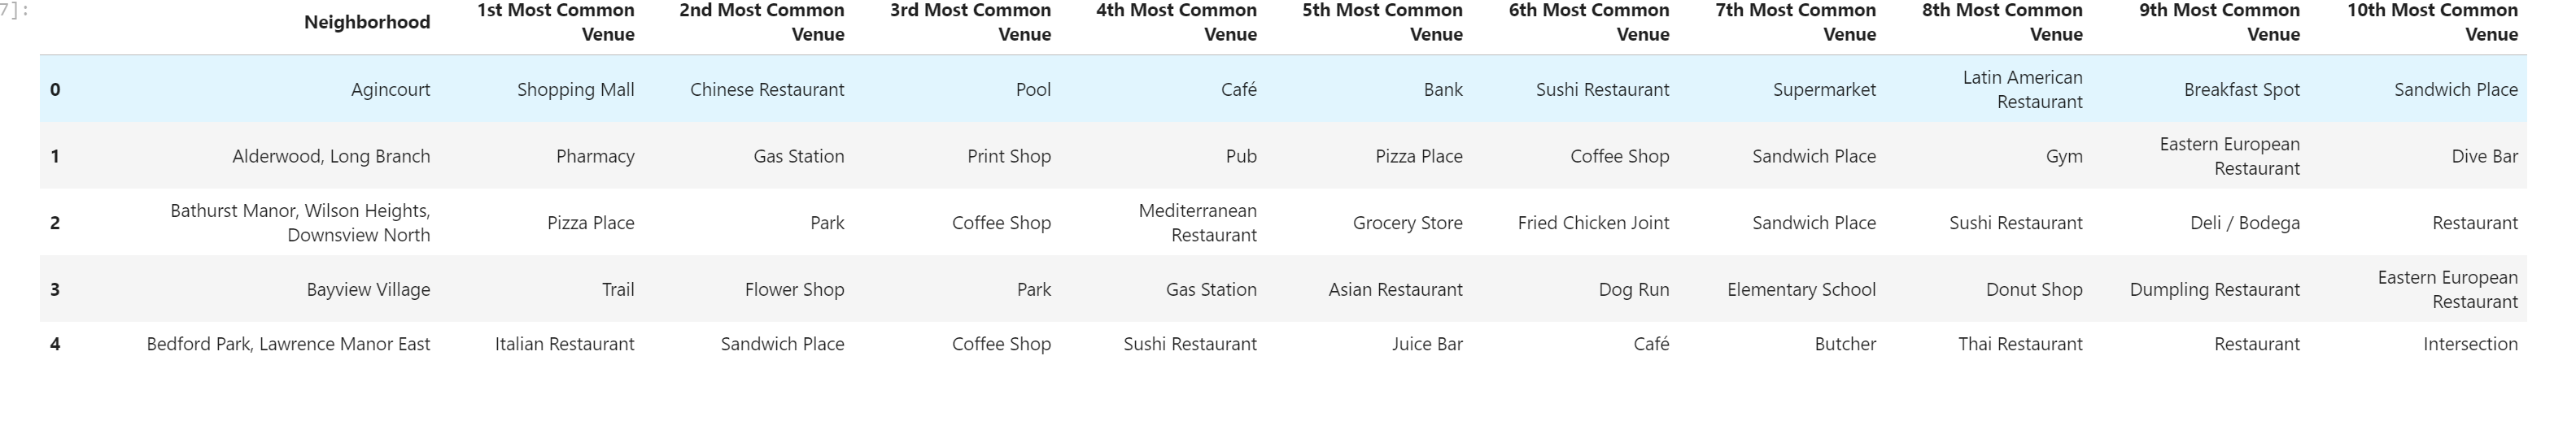 7]:
Neighborhood 1st Most Common Venue 2nd Most Common Venue 3rd Most Common Venue 4th Most Common Venue 5th Most Common Venue 6th Most Common Venue 7th Most Common Venue 8th Most Common Venue 9th Most Common Venue 10th Most Common Venue
0 Agincourt Shopping Mall Chinese Restaurant Pool Café Bank Sushi Restaurant Supermarket Latin American Restaurant Breakfast Spot Sandwich Place
1 Alderwood, Long Branch Pharmacy Gas Station Print Shop Pub Pizza Place Coffee Shop Sandwich Place Gym Eastern European Restaurant Dive Bar
2 Bathurst Manor, Wilson Heights, Downsview North Pizza Place Park Coffee Shop Mediterranean Restaurant Grocery Store Fried Chicken Joint Sandwich Place Sushi Restaurant Deli / Bodega Restaurant
3 Bayview Village Trail Flower Shop Park Gas Station Asian Restaurant Dog Run Elementary School Donut Shop Dumpling Restaurant Eastern European Restaurant
4 Bedford Park, Lawrence Manor East Italian Restaurant Sandwich Place Coffee Shop Sushi Restaurant Juice Bar Café Butcher Thai Restaurant Restaurant Intersection